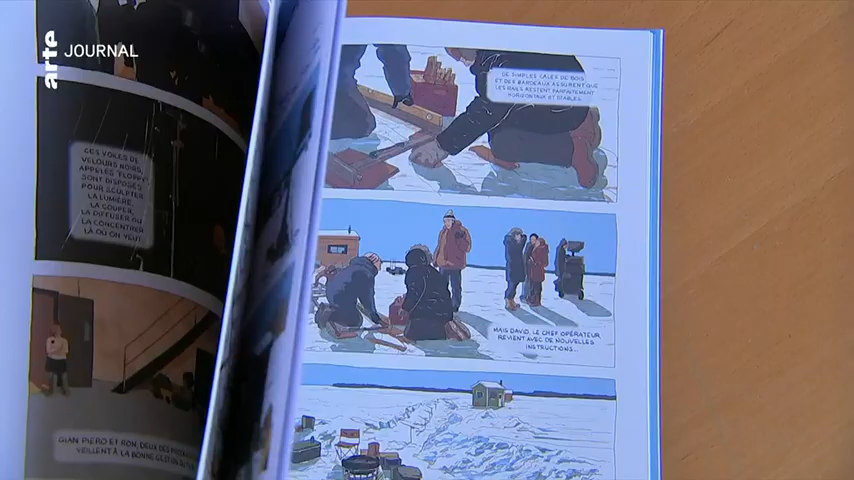 arte JOURNAL
CES VOILES DE
VELOURS NOIRS,
APPELÉS "FLOPPY"
SONT DISPOSÉS
POUR SCULPTER
LA LUMIÈRE,
LA COUPER,
LA DIFFUSER OU
LA CONCENTRER
LÀ OÙ ON VEUT.
GIAN PIERO ET RON, DEUX DES
VEILLENT À LA BONNE
DE SIMPLES CALES DE BOIS
ET DES BARDEAUX ASSURENT QUE
LES RAILS RESTENT PARFAITEMENT
HORIZONTAUX ET STABLES.
MAIS DAVID, LE CHEF OPÉRATEUR
REVIENT AVEC DE NOUVELLES
INSTRUCTIONS.